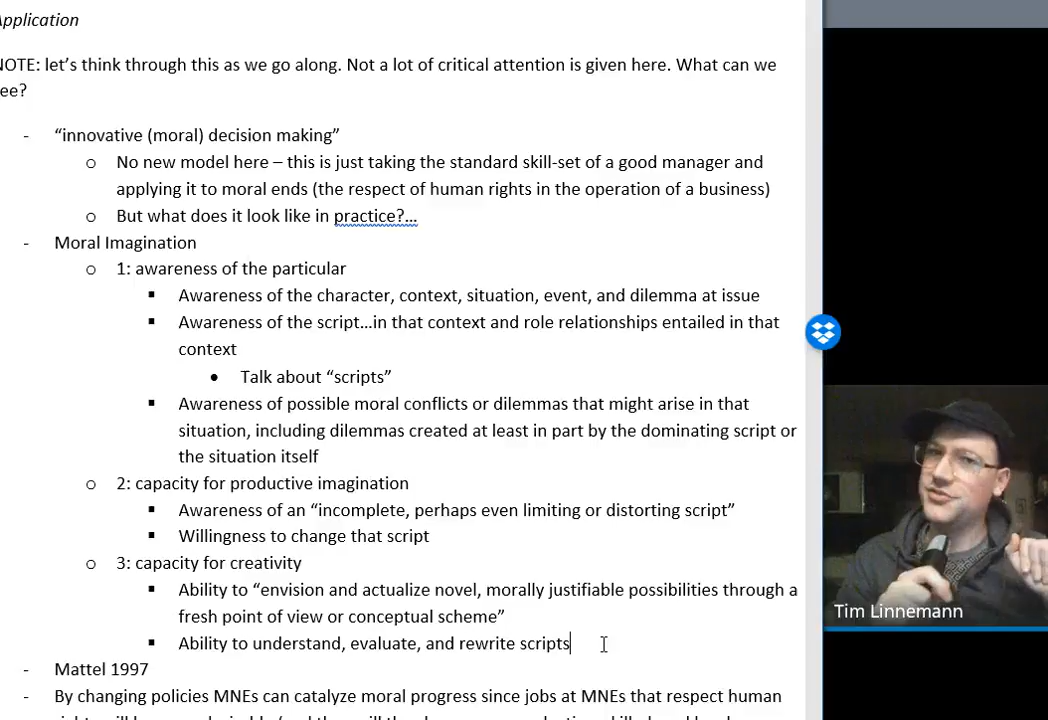 Application
NOTE: let's think through this as we go along. Not a lot of critical attention is given here. What can we
see?
- “innovative (moral) decision making”
o No new model here – this is just taking the standard skill-set of a good manager and
applying it to moral ends (the respect of human rights in the operation of a business)
o But what does it look like in practice?...
- Moral Imagination
o 1: awareness of the particular
▪ Awareness of the character, context, situation, event, and dilemma at issue
▪ Awareness of the script…in that context and role relationships entailed in that
context
• Talk about “scripts”
▪ Awareness of possible moral conflicts or dilemmas that might arise in that
situation, including dilemmas created at least in part by the dominating script or
the situation itself
o 2: capacity for productive imagination
▪ Awareness of an “incomplete, perhaps even limiting or distorting script”
▪ Willingness to change that script
o 3: capacity for creativity
▪ Ability to “envision and actualize novel, morally justifiable possibilities through a
fresh point of view or conceptual scheme”
▪ Ability to understand, evaluate, and rewrite scripts
- Mattel 1997
- By changing policies MNEs can catalyze moral progress since jobs at MNEs that respect human
Tim Linnemann